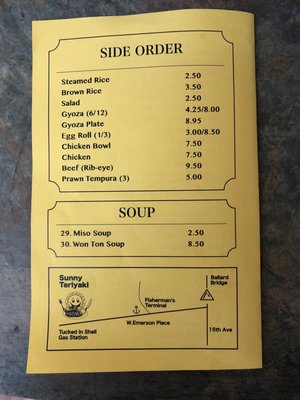 SIDE ORDER
Steamed Rice 2.50
Brown Rice 3.50
Salad 2.50
Gyoza (6/12) 4.25/8.00
Gyoza Plate 8.95
Egg Roll (1/3) 3.00/8.50
Chicken Bowl 7.50
Chicken 7.50
Beef (Rib-eye) 9.50
Prawn Tempura (3) 5.00
SOUP
29. Miso Soup 2.50
30. Won Ton Soup 8.50
Sunny
Teriyaki
Ballard
Bridge
Fisherman's
Terminal
W.Emerson Place
Tucked in Shell
Gas Station
15th Ave